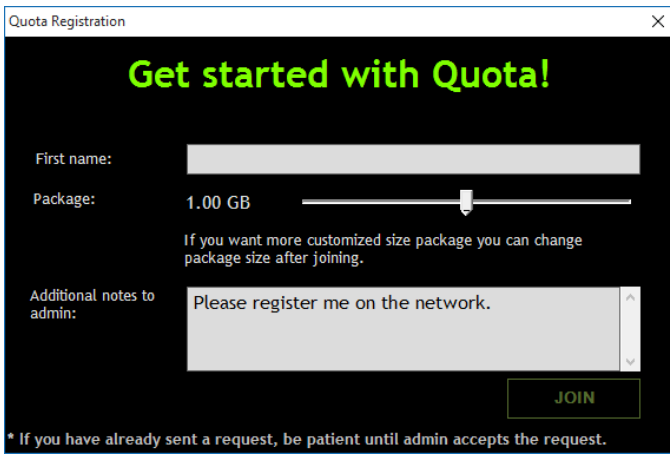 Quota Registration
Get started with Quota!
First name:
Package:
1.00 GB
If you want more customized size package you can change
package size after joining.
Additional notes to
admin:
Please register me on the network.
JOIN
* If you have already sent a request, be patient until admin accepts the request.